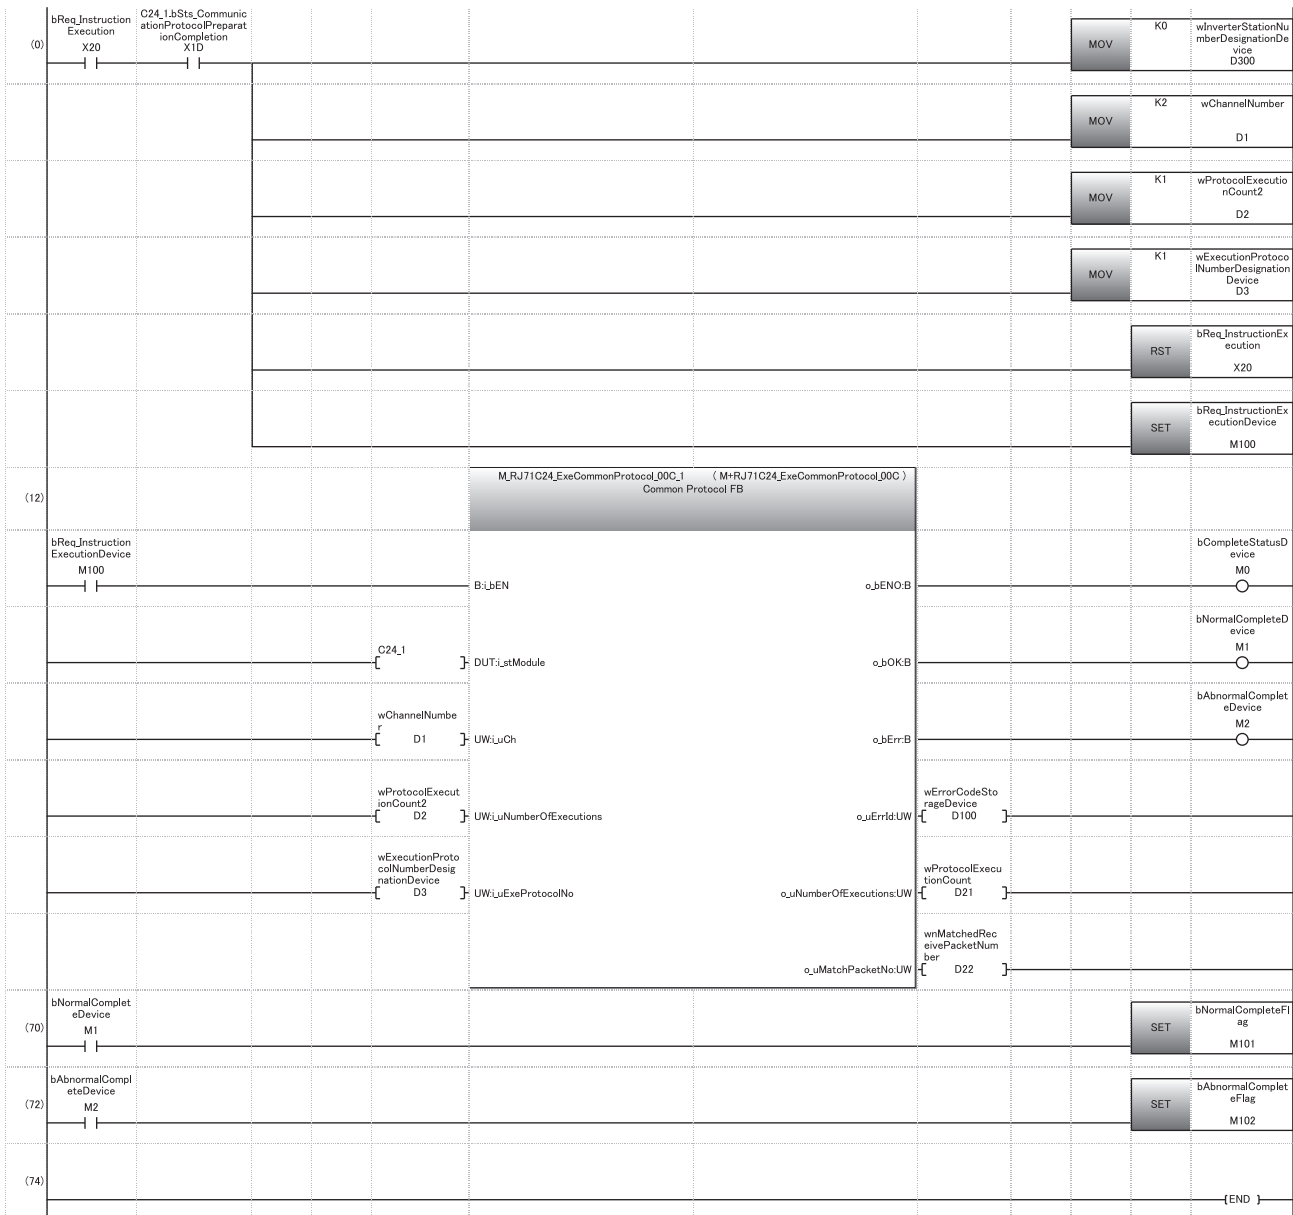 bReq_Instruction
Execution
X20
C24_1.bSts_Communic
ationProtocolPreparat
ionCompletion
X1D
(0)
MOV
K0
wInverterStationNu
mberDesignationDe
vice
D300
MOV
K2
wChannelNumber
D1
MOV
K1
wProtocolExecutio
nCount2
D2
MOV
K1
wExecutionProtoco
lNumberDesignation
Device
D3
RST
bReq_InstructionEx
ecution
X20
SET
bReq_InstructionEx
ecutionDevice
M100
(12)
M_RJ71C24_ExeCommonProtocol_00C_1 ( M+RJ71C24_ExeCommonProtocol_00C )
Common Protocol FB
bReq_Instruction
ExecutionDevice
M100
B:i_bEN
o_bENO:B
bCompleteStatusD
evice
M0
C24_1
DUT:i_stModule
o_bOK:B
bNormalCompleteD
evice
M1
wChannelNumbe
r
D1
UW:i_uCh
o_bErr:B
bAbnormalComplet
eDevice
M2
wProtocolExecut
ionCount2
D2
UW:i_uNumberOfExecutions
o_uErrId:UW
wErrorCodeSto
rageDevice
D100
wExecutionProto
colNumberDesig
nationDevice
D3
UW:i_uExeProtocolNo
o_uNumberOfExecutions:UW
wProtocolExecu
tionCount
D21
o_uMatchPacketNo:UW
wnMatchedRec
eivePacketNum
ber
D22
(70)
bNormalComplet
eDevice
M1
SET
bNormalCompleteFl
ag
M101
(72)
bAbnormalCompl
eteDevice
M2
SET
bAbnormalComplet
eFlag
M102
(74)
[END ]